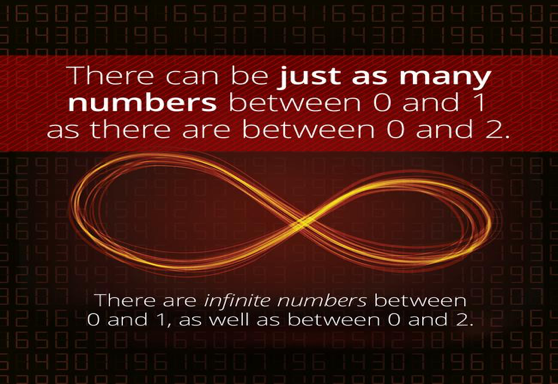 There can be just as many
numbers between 0 and 1
as there are between 0 and 2.
There are infinite numbers between
0 and 1, as well as between 0 and 2.